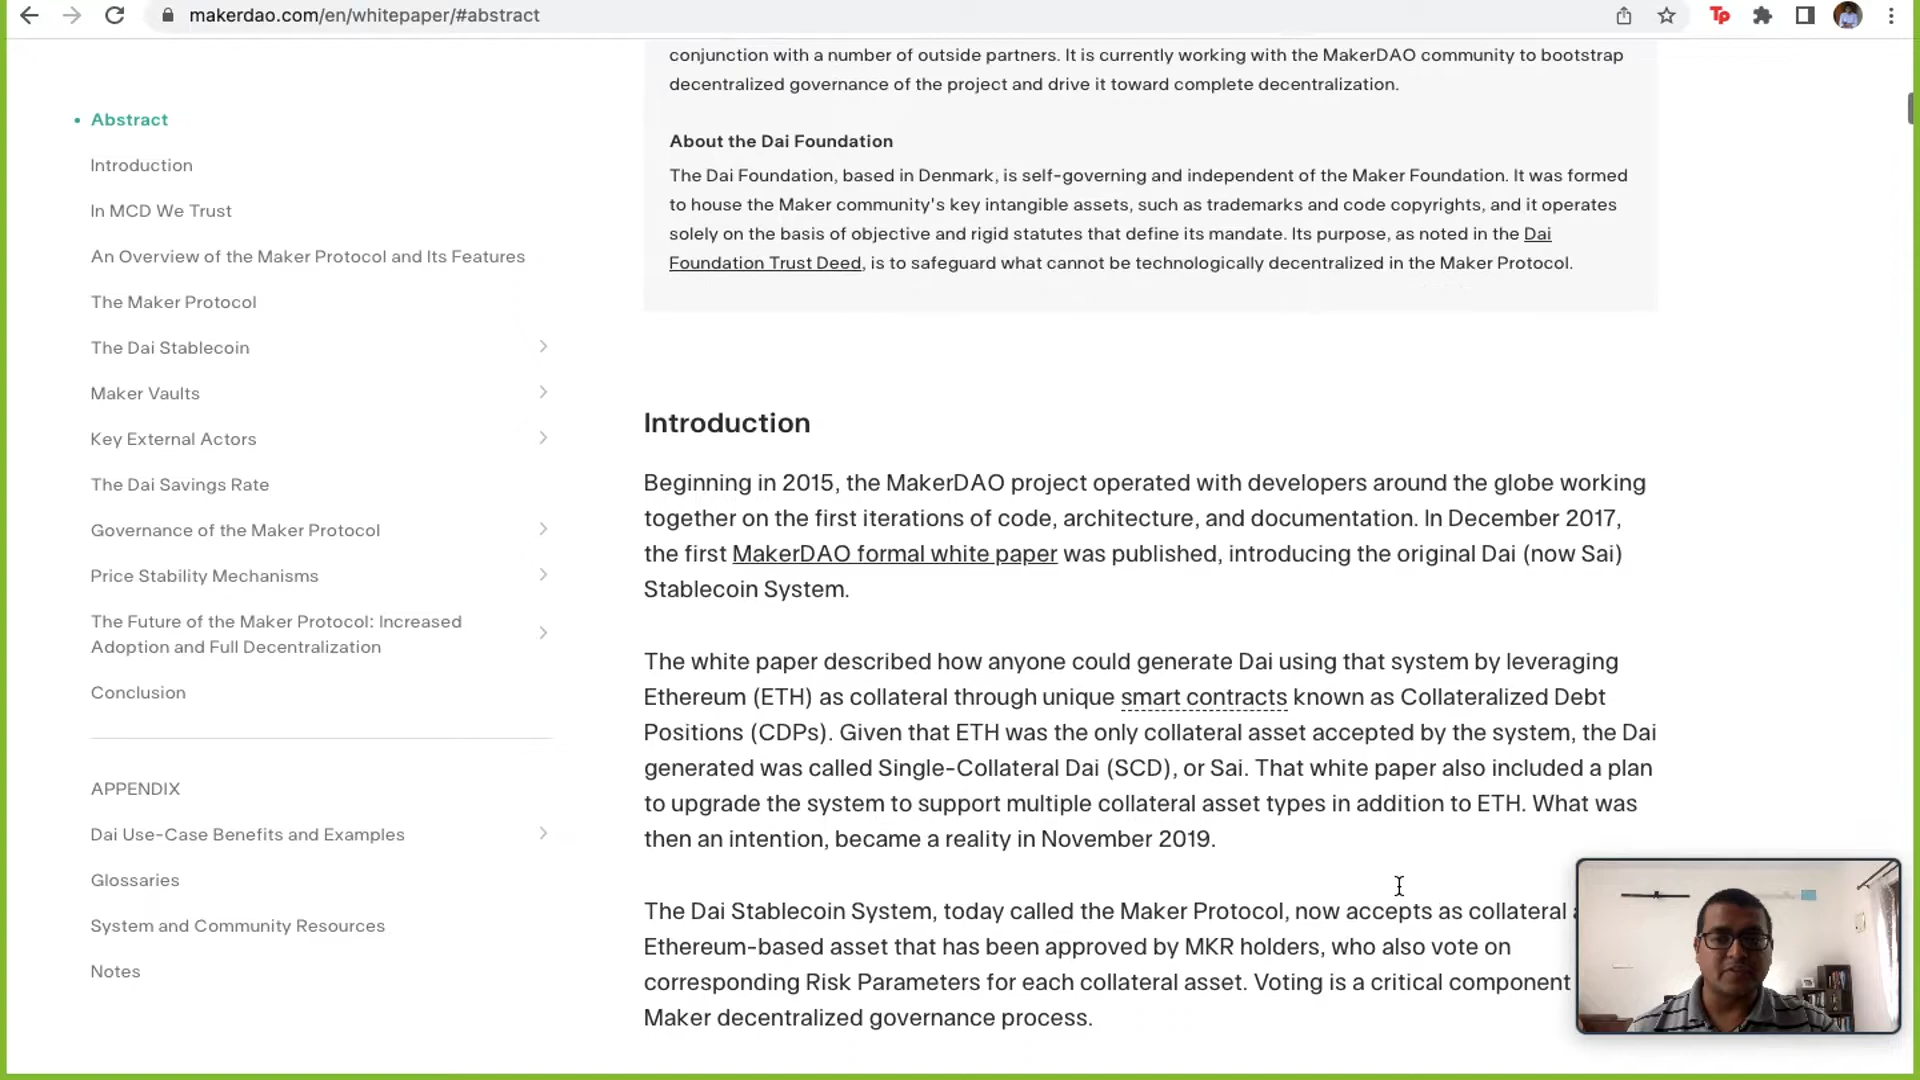 makerdao.com/en/whitepaper/#abstract
Tp
Abstract
Introduction
In MCD We Trust
An Overview of the Maker Protocol and Its Features
The Maker Protocol
The Dai Stablecoin
Maker Vaults
Key External Actors
The Dai Savings Rate
Governance of the Maker Protocol
Price Stability Mechanisms
The Future of the Maker Protocol: Increased
Adoption and Full Decentralization
Conclusion
APPENDIX
Dai Use-Case Benefits and Examples
Glossaries
System and Community Resources
Notes
conjunction with a number of outside partners. It is currently working with the MakerDAO community to bootstrap
decentralized governance of the project and drive it toward complete decentralization.
About the Dai Foundation
The Dai Foundation, based in Denmark, is self-governing and independent of the Maker Foundation. It was formed
to house the Maker community's key intangible assets, such as trademarks and code copyrights, and it operates
solely on the basis of objective and rigid statutes that define its mandate. Its purpose, as noted in the Dai
Foundation Trust Deed, is to safeguard what cannot be technologically decentralized in the Maker Protocol.
Introduction
Beginning in 2015, the MakerDAO project operated with developers around the globe working
together on the first iterations of code, architecture, and documentation. In December 2017,
the first MakerDAO formal white paper was published, introducing the original Dai (now Sai)
Stablecoin System.
The white paper described how anyone could generate Dai using that system by leveraging
Ethereum (ETH) as collateral through unique smart contracts known as Collateralized Debt
Positions (CDPs). Given that ETH was the only collateral asset accepted by the system, the Dai
generated was called Single-Collateral Dai (SCD), or Sai. That white paper also included a plan
to upgrade the system to support multiple collateral asset types in addition to ETH. What was
then an intention, became a reality in November 2019.
The Dai Stablecoin System, today called the Maker Protocol, now accepts as collateral
Ethereum-based asset that has been approved by MKR holders, who also vote on
corresponding Risk Parameters for each collateral asset. Voting is a critical component
Maker decentralized governance process.